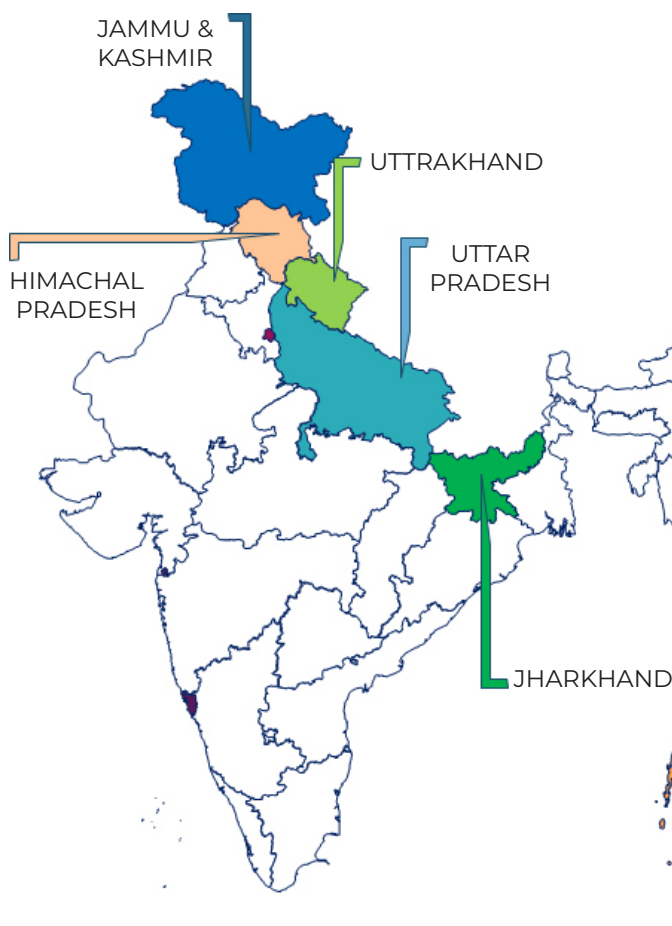 JAMMU &
KASHMIR
UTTRAKHAND
UTTAR
PRADESH
HIMACHAL
PRADESH
JHARKHAND